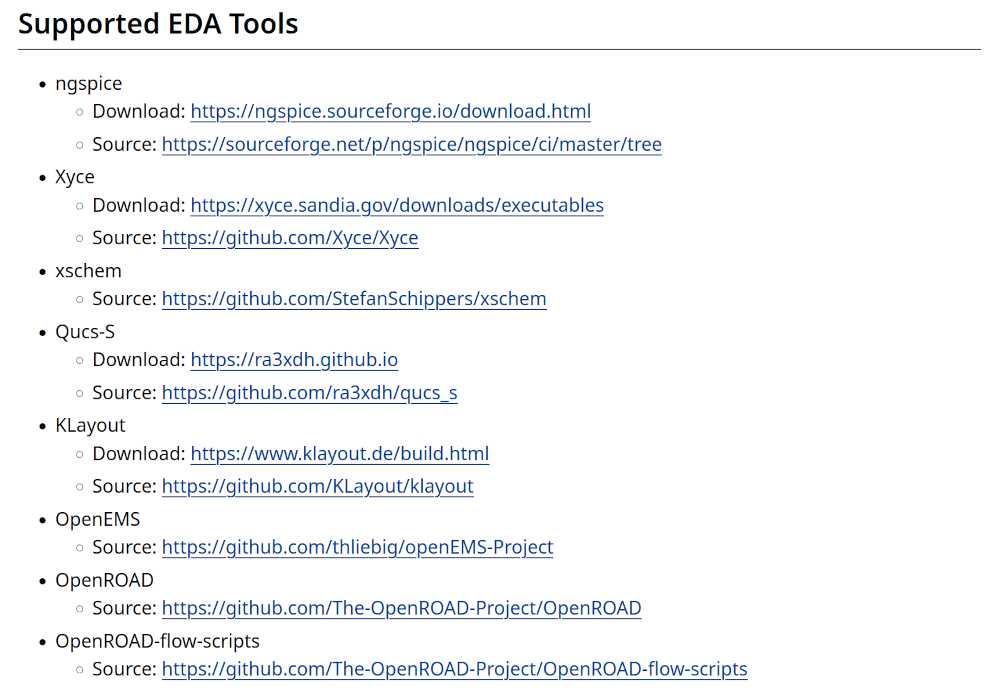 Supported EDA Tools
ngspice
Download: https://ngspice.sourceforge.io/download.html
Source: https://sourceforge.net/p/ngspice/ngspice/ci/master/tree
Xyce
Download: https://xyce.sandia.gov/downloads/executables
Source: https://github.com/Xyce/Xyce
xschem
Source: https://github.com/StefanSchippers/xschem
Qucs-S
Download: https://ra3xdh.github.io
Source: https://github.com/ra3xdh/qucs_s
KLayout
Download: https://www.klayout.de/build.html
Source: https://github.com/KLayout/klayout
OpenEMS
Source: https://github.com/thliebig/openEMS-Project
OpenROAD
Source: https://github.com/The-OpenROAD-Project/OpenROAD
OpenROAD-flow-scripts
Source: https://github.com/The-OpenROAD-Project/OpenROAD-flow-scripts